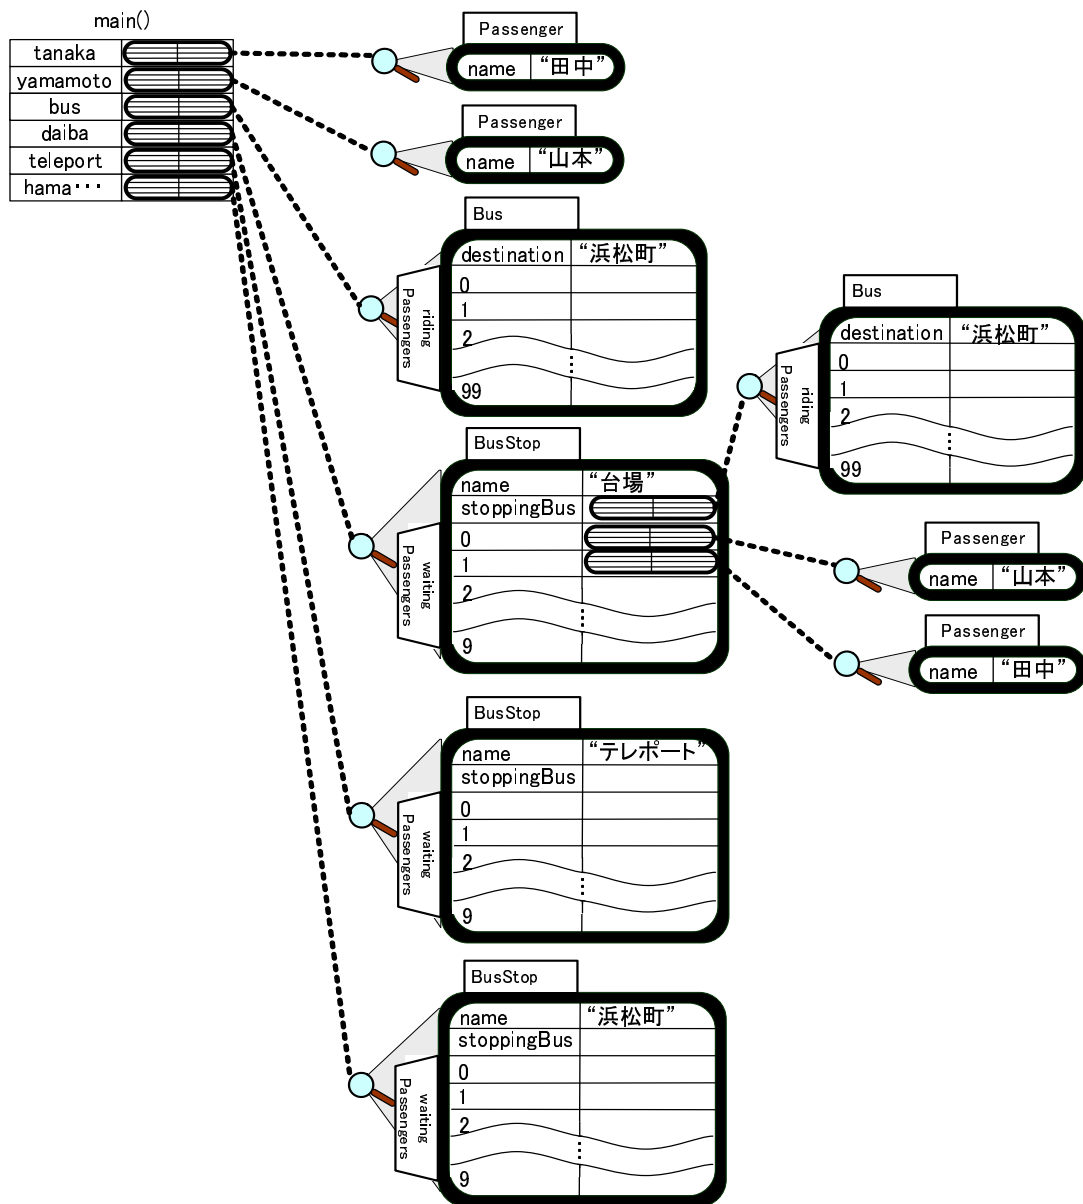 main()
tanaka
yamamoto
bus
daiba
teleport
hama･･･
Passenger
name “田中”
Passenger
name “山本”
Bus
destination “浜松町”
0
1
2
99
riding
Passengers
Bus
destination “浜松町”
0
1
2
99
riding
Passengers
BusStop
name “台場”
stoppingBus
0
1
2
9
waiting
Passengers
Passenger
name “山本”
Passenger
name “田中”
BusStop
name “テレポート”
stoppingBus
0
1
2
9
waiting
Passengers
BusStop
name “浜松町”
stoppingBus
0
1
2
9
waiting
Passengers